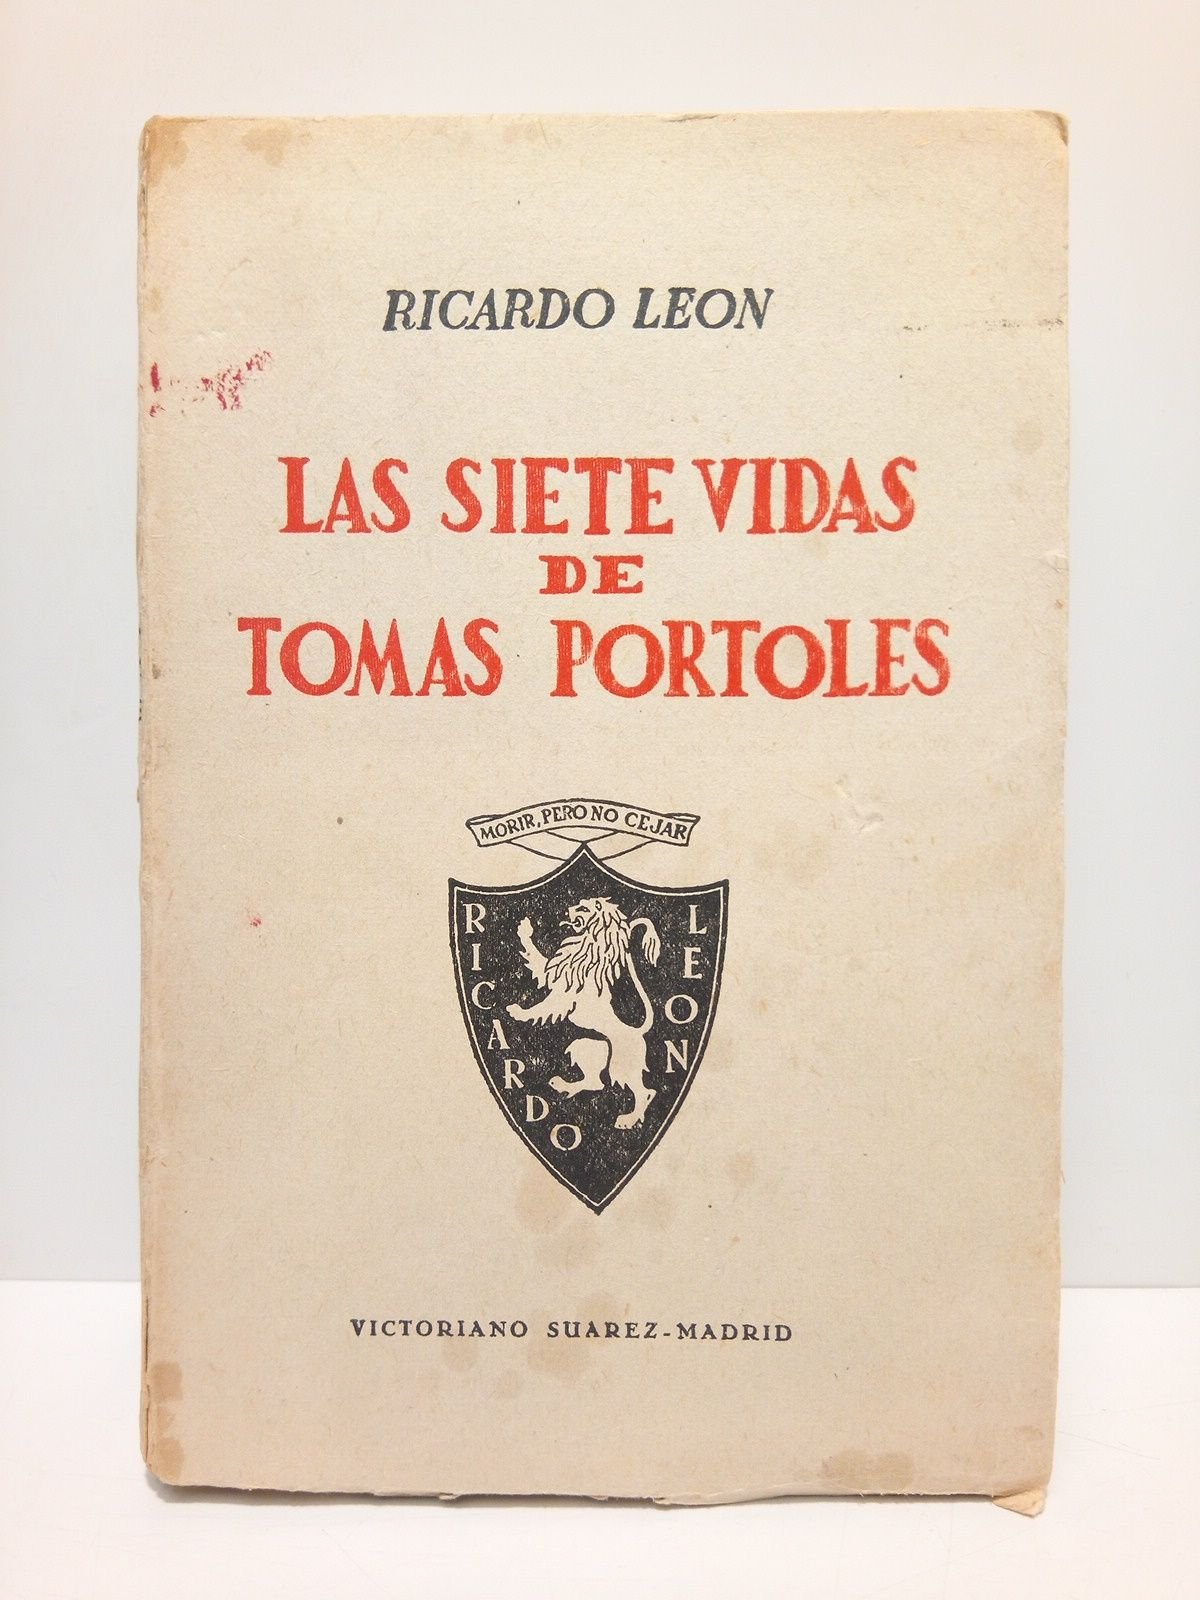 RICARDO LEON
LAS SIETE VIDAS
DE
TOMAS PORTOLES
MORIR, PERO NO CEJAR
RICARDO
LEON
VICTORIANO SUAREZ-MADRID